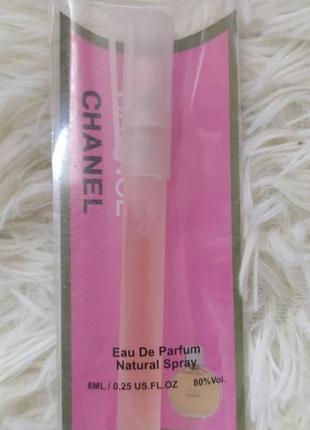 CHANEL
Eau De Parfum
Natural Spray
8ML / 0.25 US.FL.OZ 80%Vol.